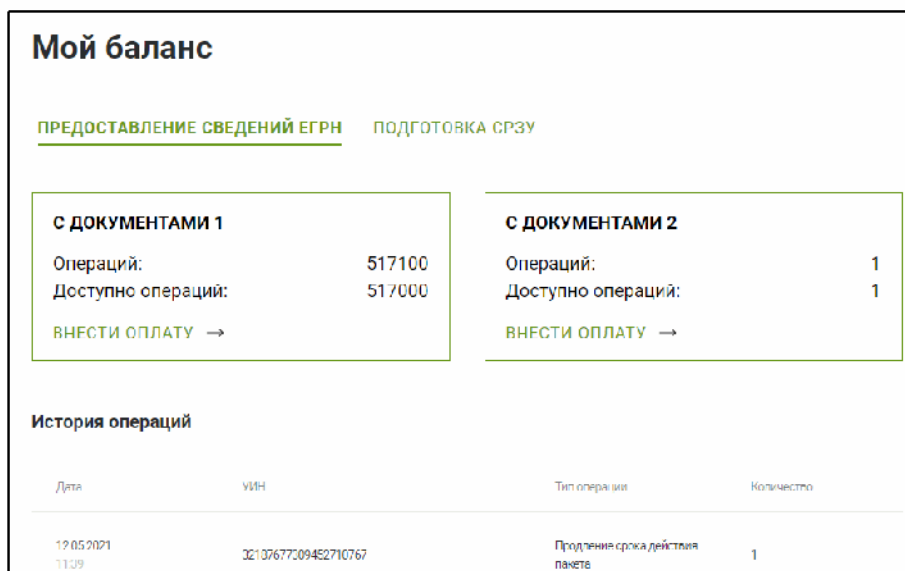 Мой баланс
ПРЕДОСТАВЛЕНИЕ СВЕДЕНИЙ ЕГРН ПОДГОТОВКА СРЗУ
С ДОКУМЕНТАМИ 1 С ДОКУМЕНТАМИ 2
Операций: 517100 Операций: 1
Доступно операций: 517000 Доступно операций: 1
ВНЕСТИ ОПЛАТУ → ВНЕСТИ ОПЛАТУ →
История операций
Дата УИН Тип операции Количество
12.05.2021 Продление срока действия
11:39 1
пакета